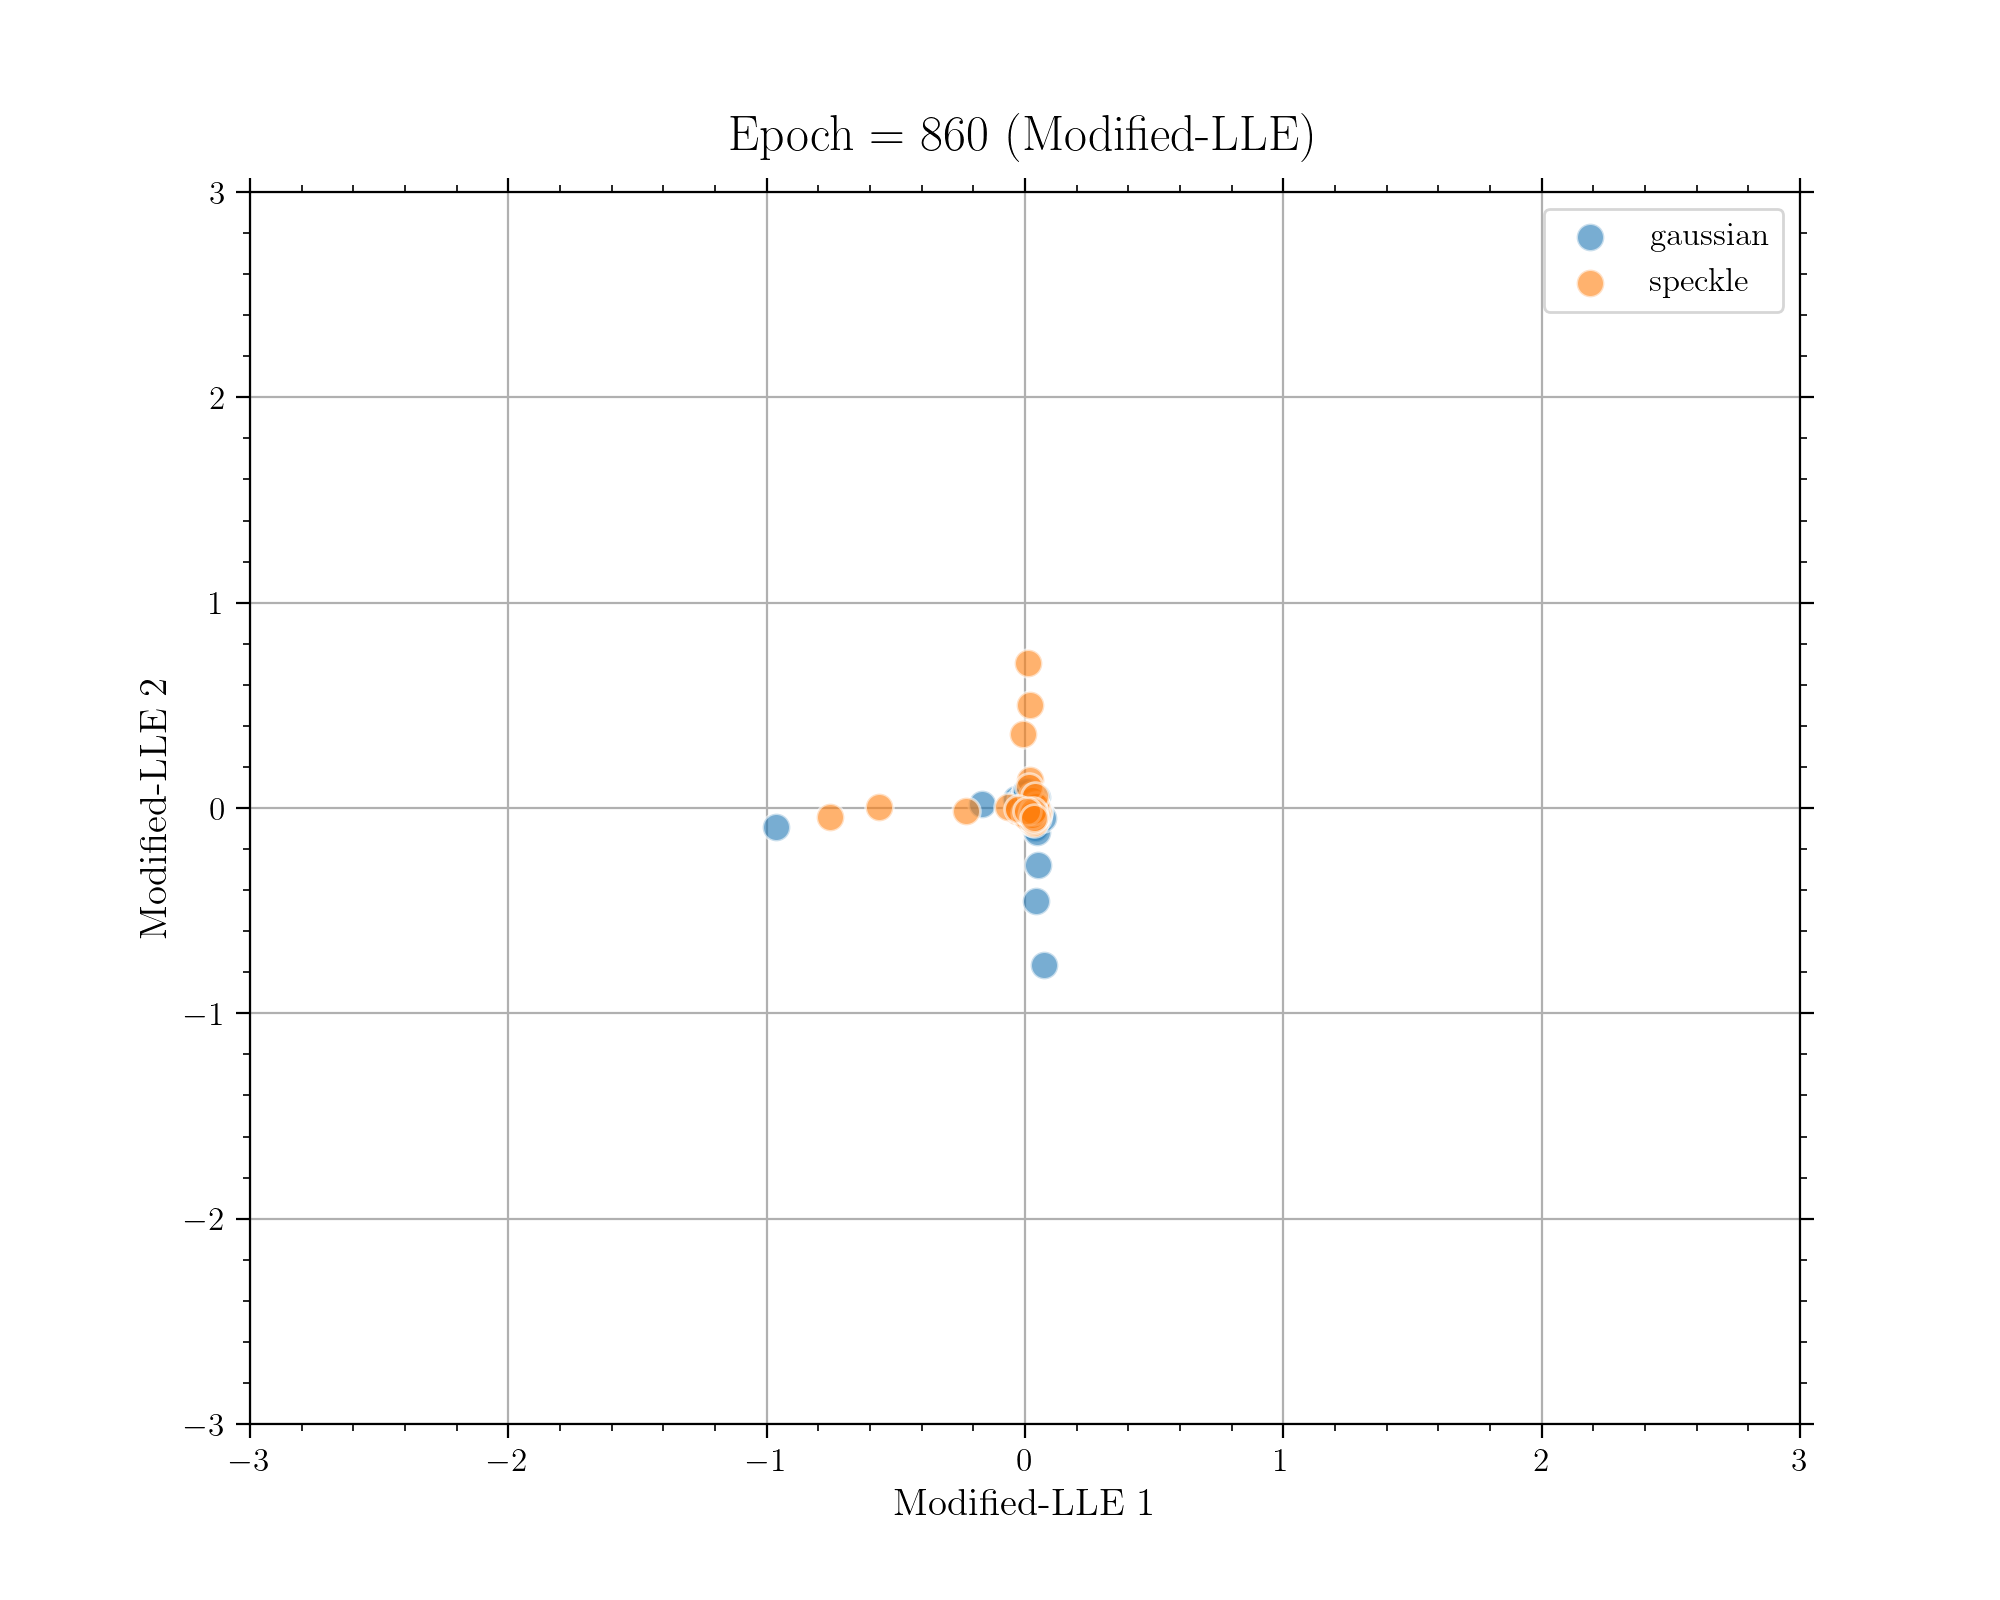 Epoch = 860 (Modified-LLE)
gaussian
speckle
3
2
1
0
−1
−2
−3
Modified-LLE 2
−3
−2
−1
0
1
2
3
Modified-LLE 1